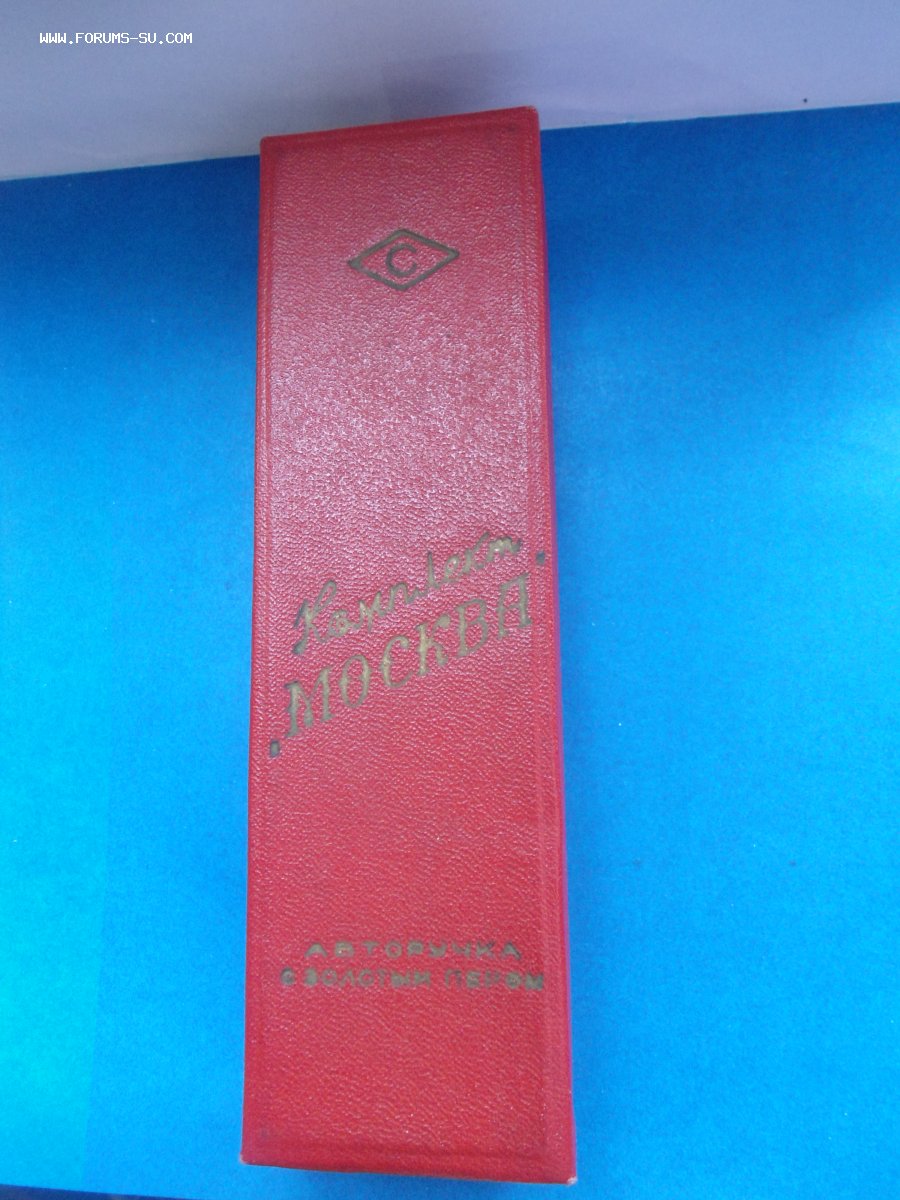 WWW.FORUMS-SU.COM
С
Комплект
„МОСКВА"
АВТОРУЧКА
С ЗОЛОТЫМ ПЕРОМ